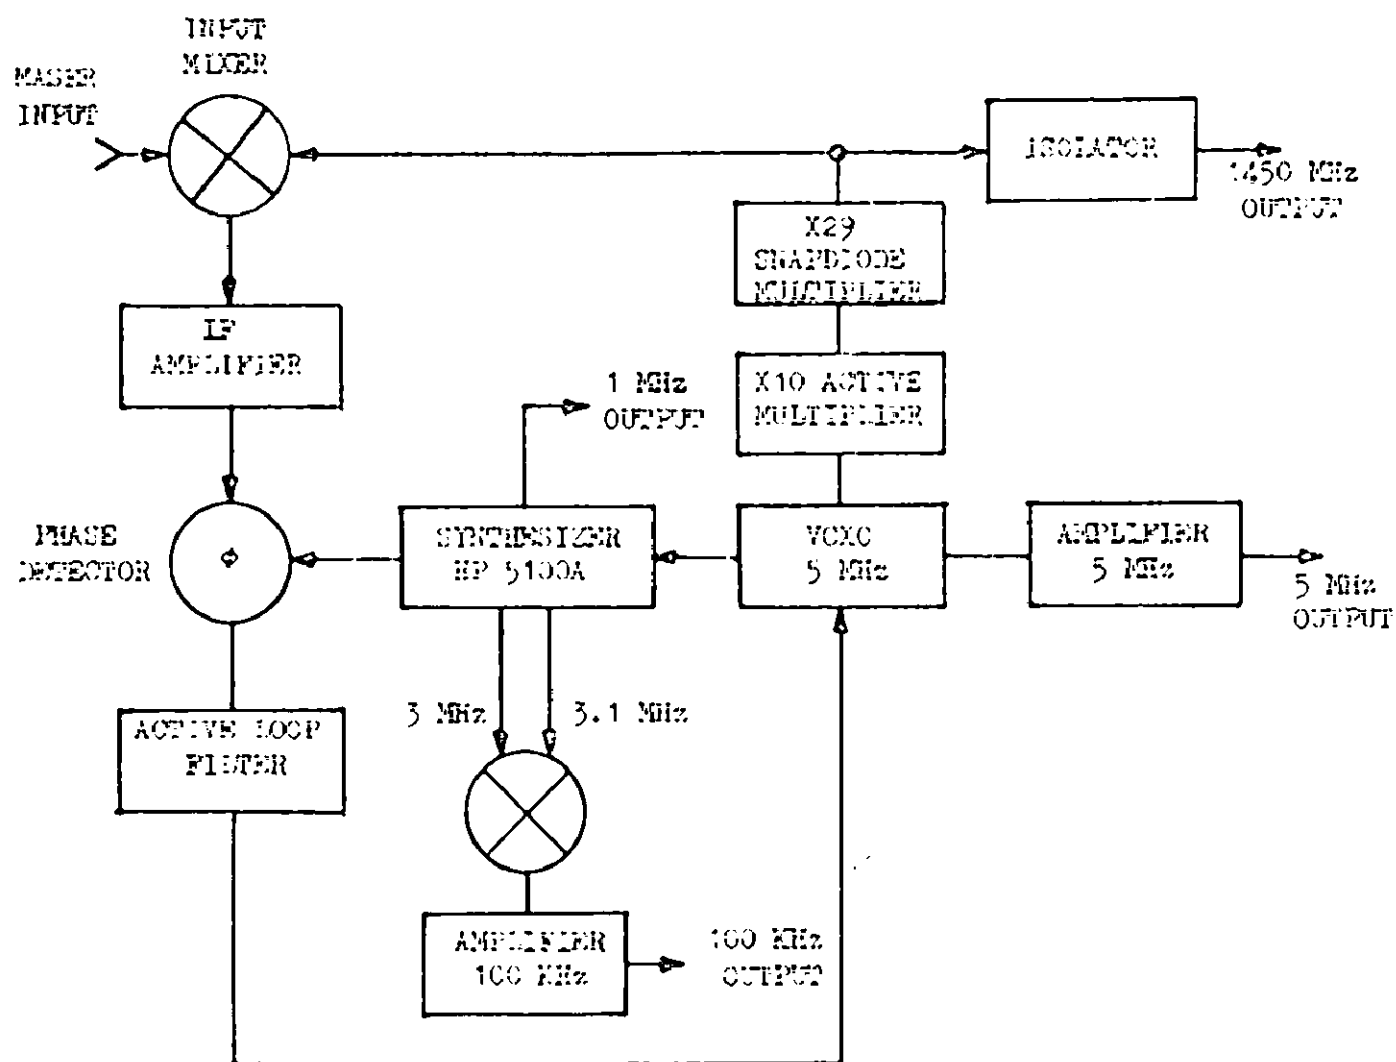 INPUT
MIXER
MASER
INPUT
ISOLATOR
1450 MHz
OUTPUT
X29
SNAPDIODE
MULTIPLIER
IF
AMPLIFIER
1 MHz
OUTPUT
X10 ACTIVE
MULTIPLIER
PHASE
DETECTOR
Φ
SYNTHESIZER
HP 5100A
VCXO
5 MHz
AMPLIFIER
5 MHz
5 MHz
OUTPUT
3 MHz
3.1 MHz
ACTIVE LOOP
FILTER
AMPLIFIER
100 KHz
100 KHz
OUTPUT